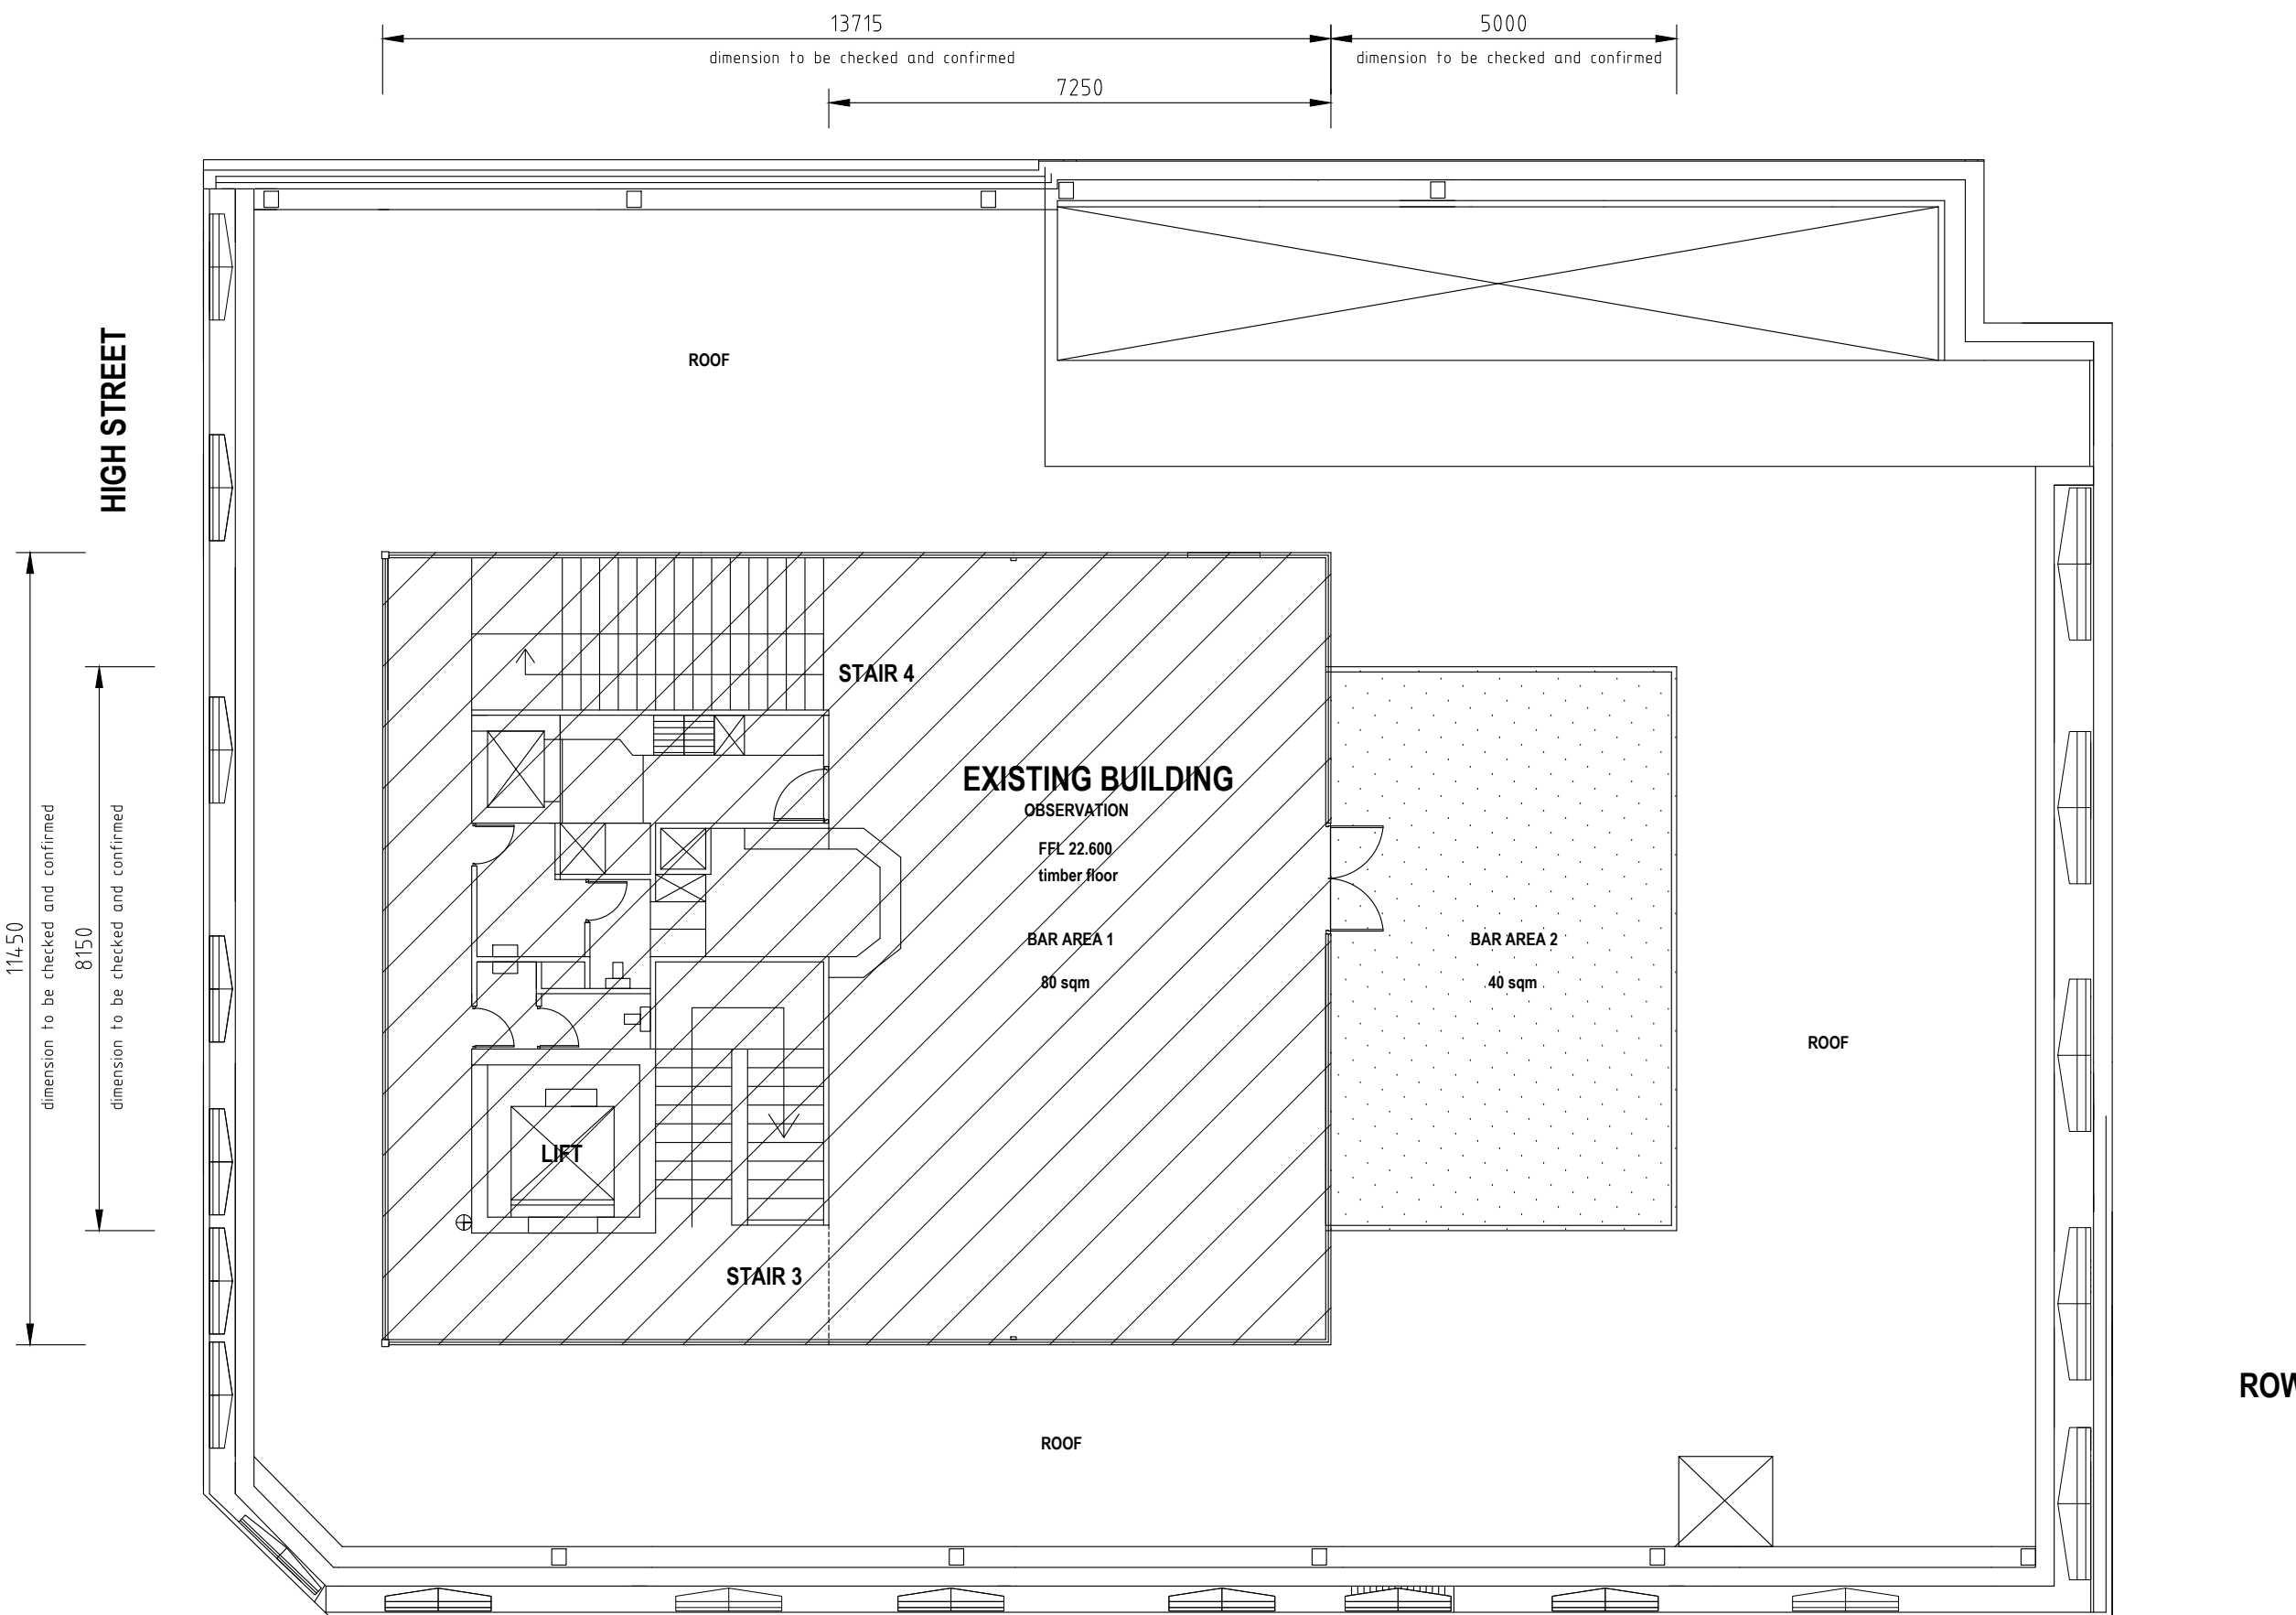 13715
dimension to be checked and confirmed
5000
dimension to be checked and confirmed
7250
HIGH STREET
ROOF
11450
dimension to be checked and confirmed
8150
dimension to be checked and confirmed
STAIR 4
EXISTING BUILDING
OBSERVATION
FFL 22.600
timber floor
BAR AREA 1
80 sqm
BAR AREA 2
40 sqm
ROOF
LIFT
STAIR 3
ROOF